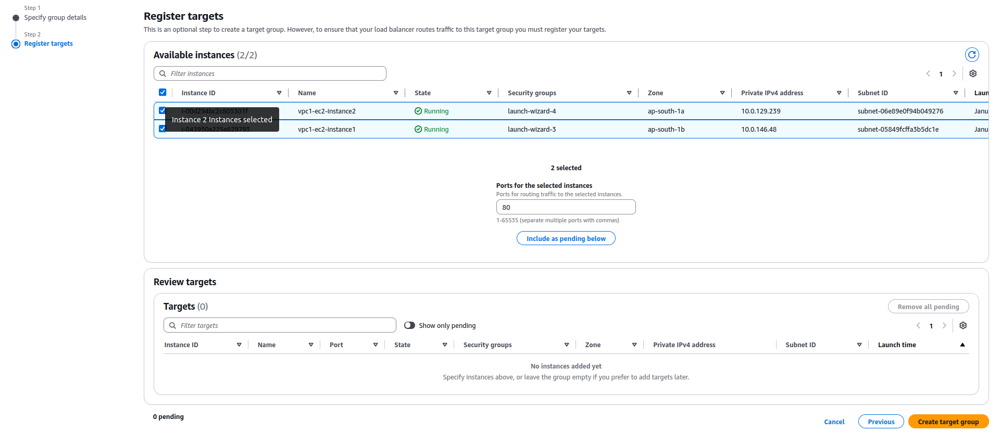 Step 1
Specify group details
Step 2
Register targets
Register targets
This is an optional step to create a target group. However, to ensure that your load balancer routes traffic to this target group you must register your targets.
Available instances (2/2)
Filter instances
1
Instance ID Name State Security groups Zone Private IPv4 address Subnet ID Laun
i-00d294bc2c805301f vpc1-ec2-instance2 Running launch-wizard-4 ap-south-1a 10.0.129.239 subnet-06e89e0f94b049276 Janu
Instance 2 Instances selected
i-043950a225e829793 vpc1-ec2-instance1 Running launch-wizard-3 ap-south-1b 10.0.146.48 subnet-05849fcffa3b5dc1e Janu
2 selected
Ports for the selected instances
Ports for routing traffic to the selected instances.
80
1-65535 (separate multiple ports with commas)
Include as pending below
Review targets
Targets (0)
Remove all pending
Filter targets
Show only pending
1
Instance ID Name Port State Security groups Zone Private IPv4 address Subnet ID Launch time
No instances added yet
Specify instances above, or leave the group empty if you prefer to add targets later.
0 pending
Cancel Previous Create target group